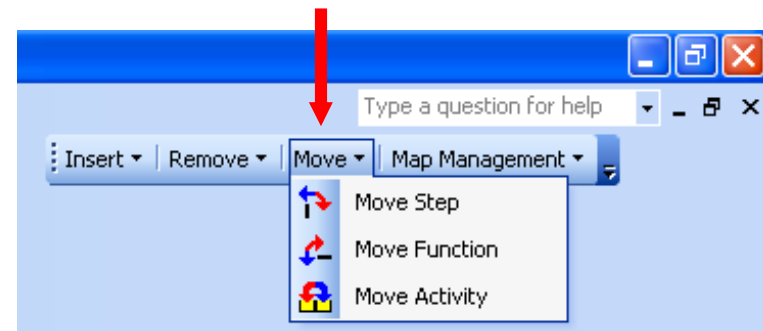 Type a question for help
Insert Remove Move Map Management
Move Step
Move Function
Move Activity